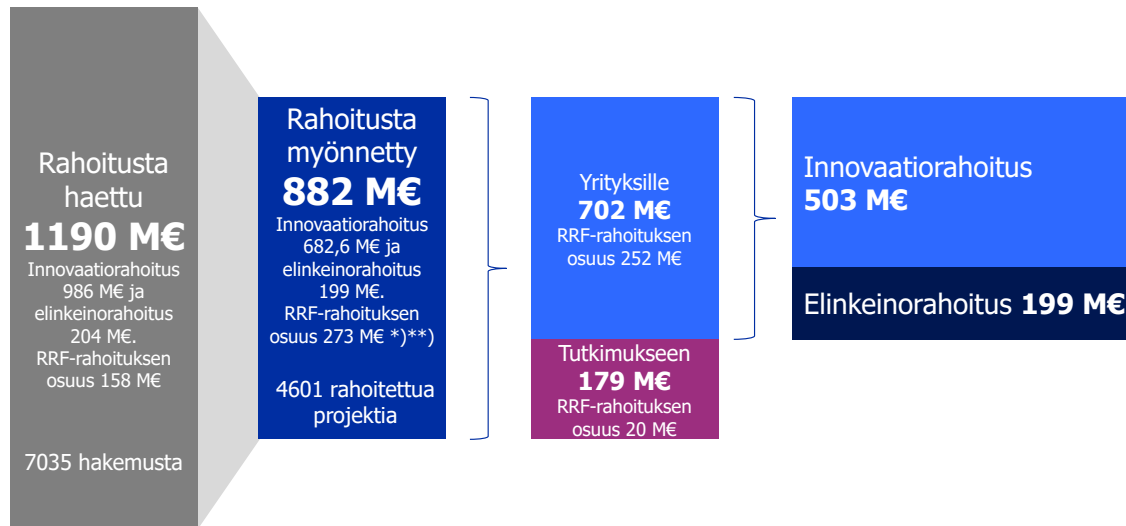 Rahoitusta
haettu
1190 M€
Innovaatiorahoitus
986 M€ ja
elinkeinorahoitus
204 M€.
RRF-rahoituksen
osuus 158 M€
7035 hakemusta
Rahoitusta
myönnetty
882 M€
Innovaatiorahoitus
682,6 M€ ja
elinkeinorahoitus
199 M€.
RRF-rahoituksen
osuus 273 M€ *)**)
4601 rahoitettua
projektia
Yrityksille
702 M€
RRF-rahoituksen
osuus 252 M€
Tutkimukseen
179 M€
RRF-rahoituksen
osuus 20 M€
Innovaatiorahoitus
503 M€
Elinkeinorahoitus 199 M€